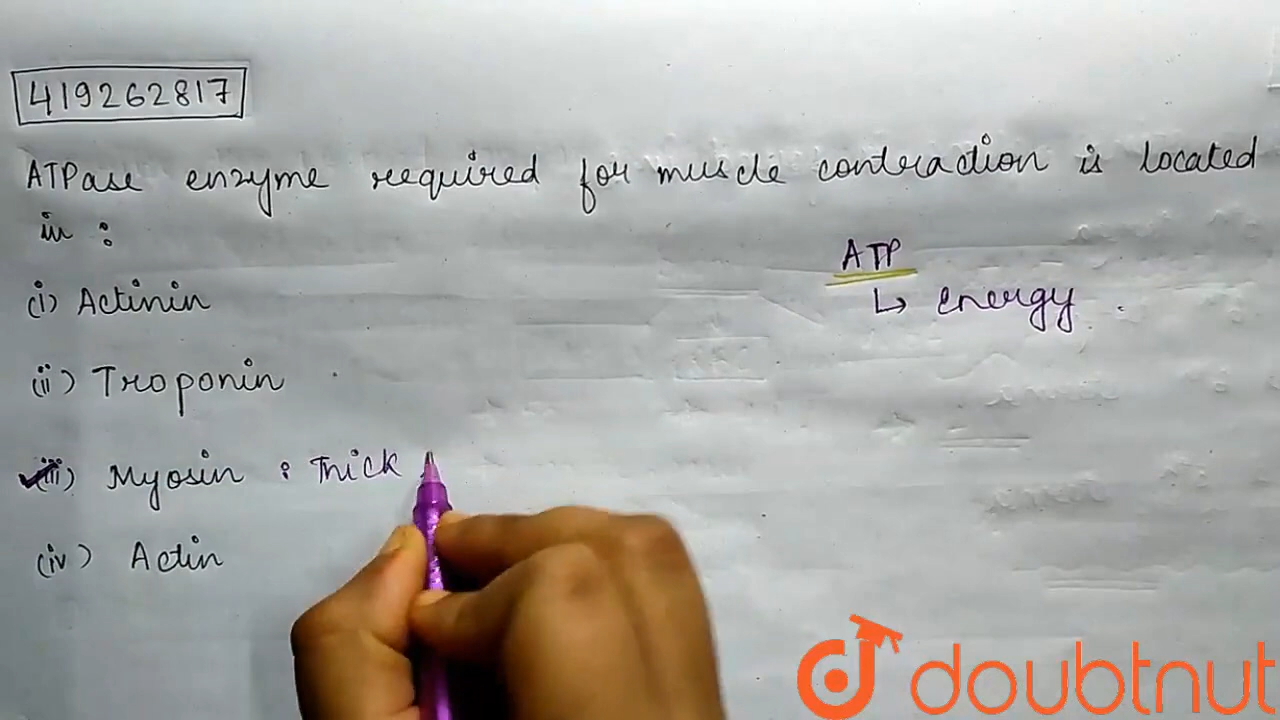 419262817
ATPase enzyme required for muscle contraction is located
in :
ATP
↳ energy .
(i) Actinin
(ii) Troponin
(iii) Myosin : Thick
(iv) Actin
doubtnut